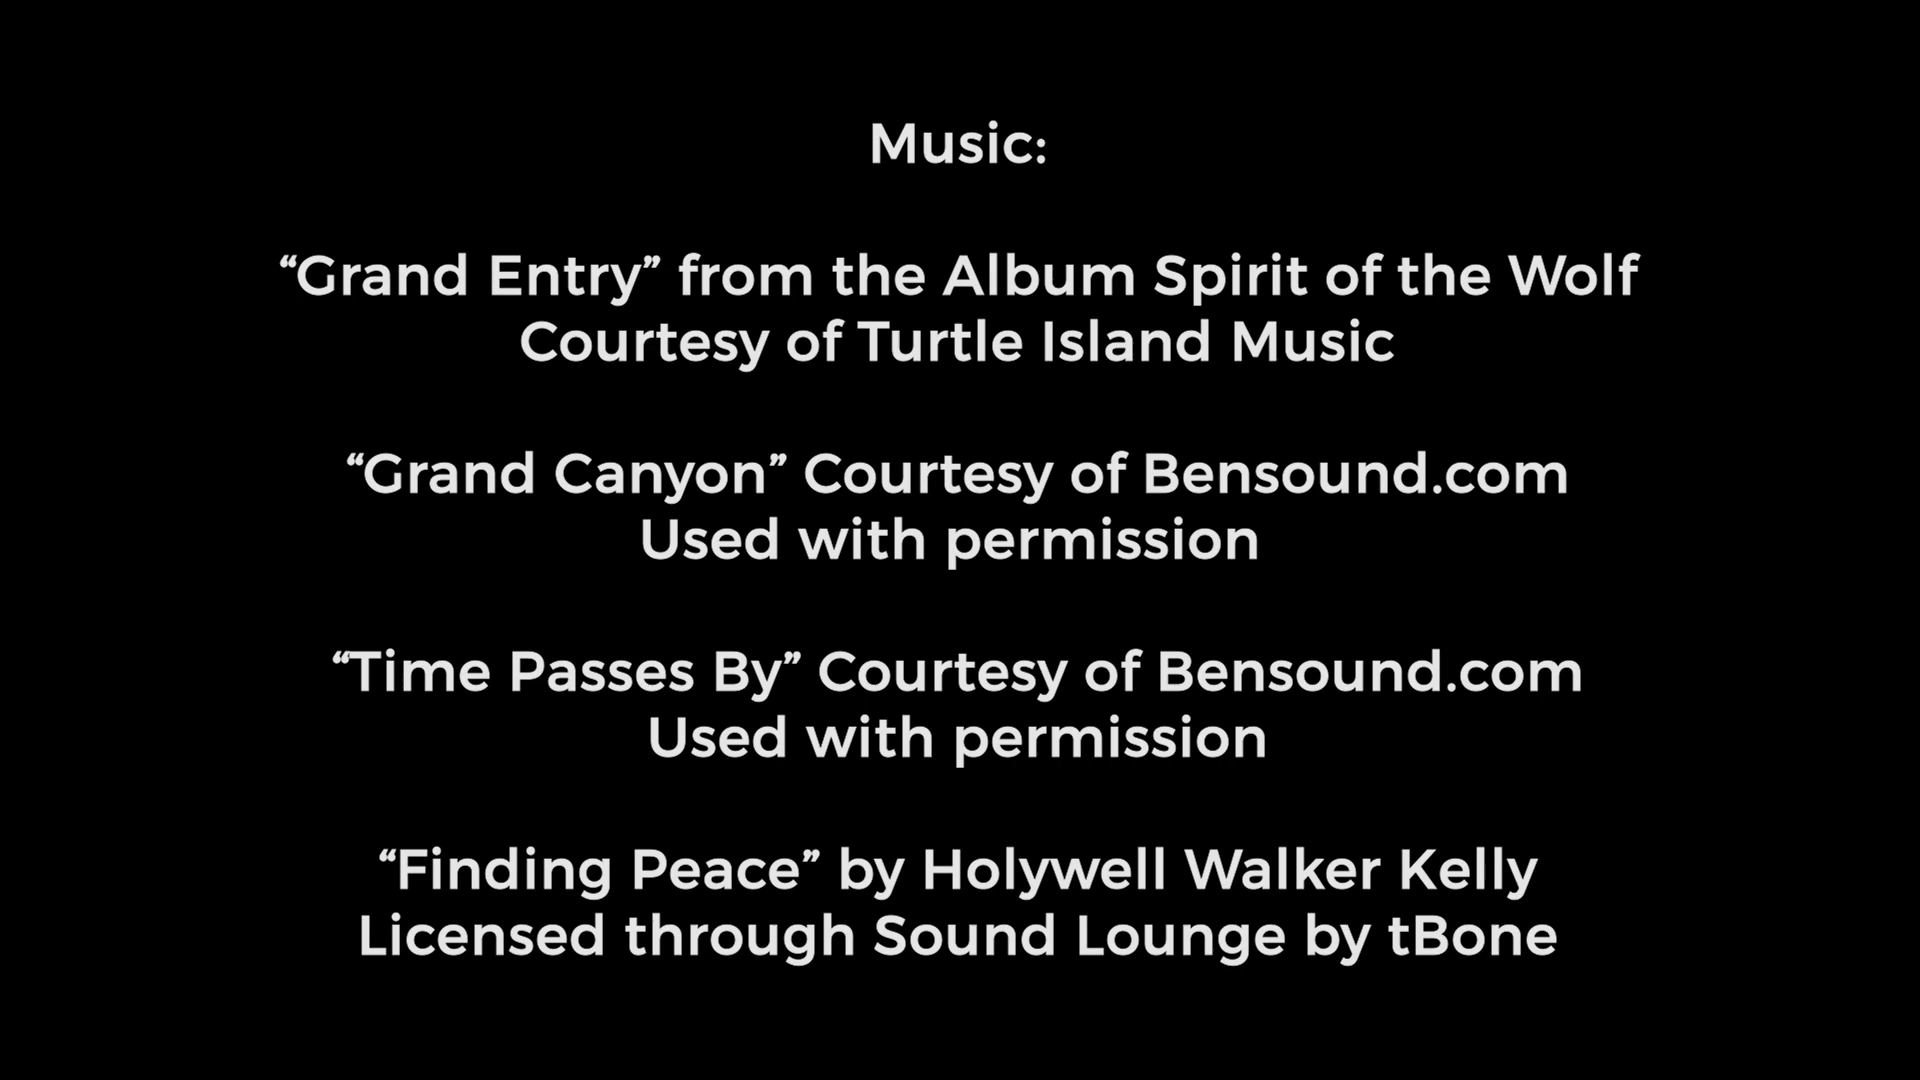 Music:
“Grand Entry” from the Album Spirit of the Wolf
Courtesy of Turtle Island Music
“Grand Canyon” Courtesy of Bensound.com
Used with permission
“Time Passes By” Courtesy of Bensound.com
Used with permission
“Finding Peace” by Holywell Walker Kelly
Licensed through Sound Lounge by tBone